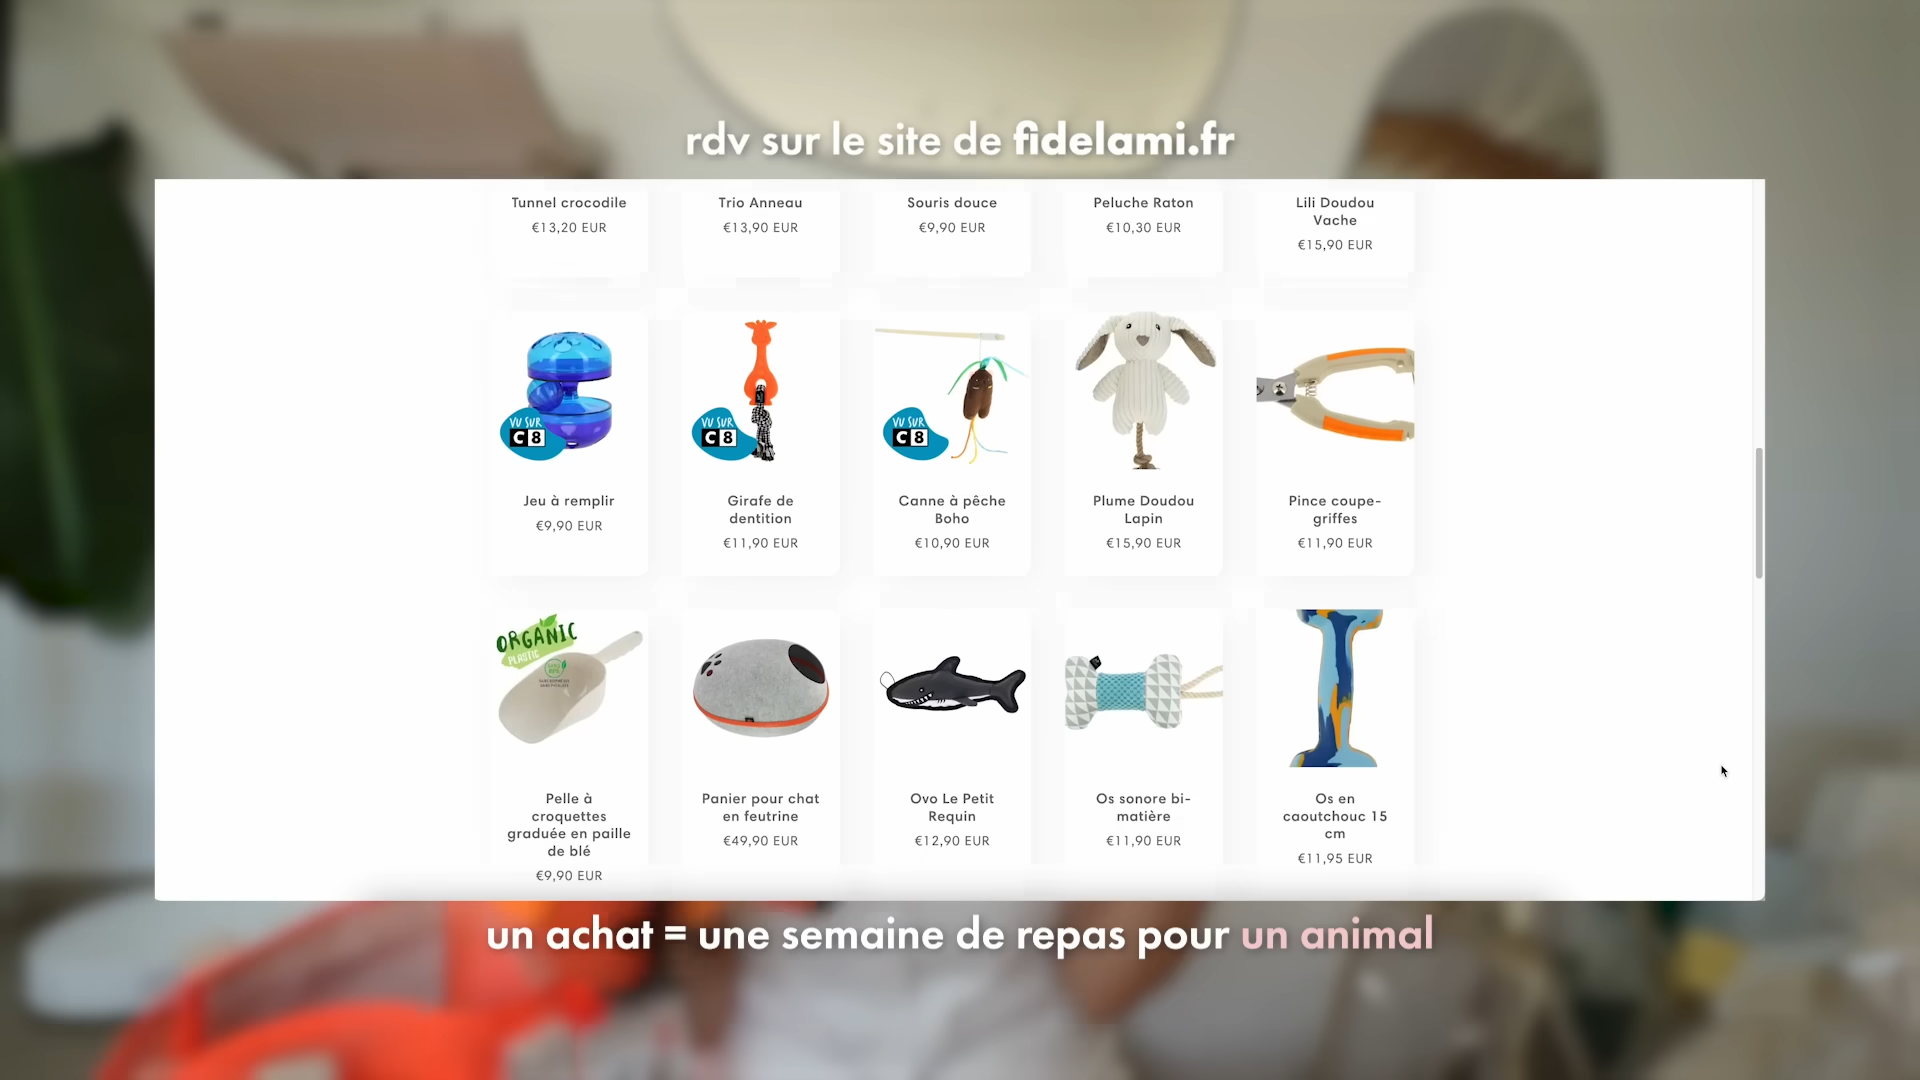 rdv sur le site de fidelami.fr
Tunnel crocodile
€13,20 EUR
Trio Anneau
€13,90 EUR
Souris douce
€9,90 EUR
Peluche Raton
€10,30 EUR
Lili Doudou
Vache
€15,90 EUR
VU SUR
C8
Jeu à remplir
€9,90 EUR
VU SUR
C8
Girafe de
dentition
€11,90 EUR
VU SUR
C8
Canne à pêche
Boho
€10,90 EUR
Plume Doudou
Lapin
€15,90 EUR
Pince coupe-
griffes
€11,90 EUR
ORGANIC
PLASTIC
Pelle à
croquettes
graduée en paille
de blé
€9,90 EUR
Panier pour chat
en feutrine
€49,90 EUR
Ovo Le Petit
Requin
€12,90 EUR
Os sonore bi-
matière
€11,90 EUR
Os en
caoutchouc 15
cm
€11,95 EUR
un achat = une semaine de repas pour un animal